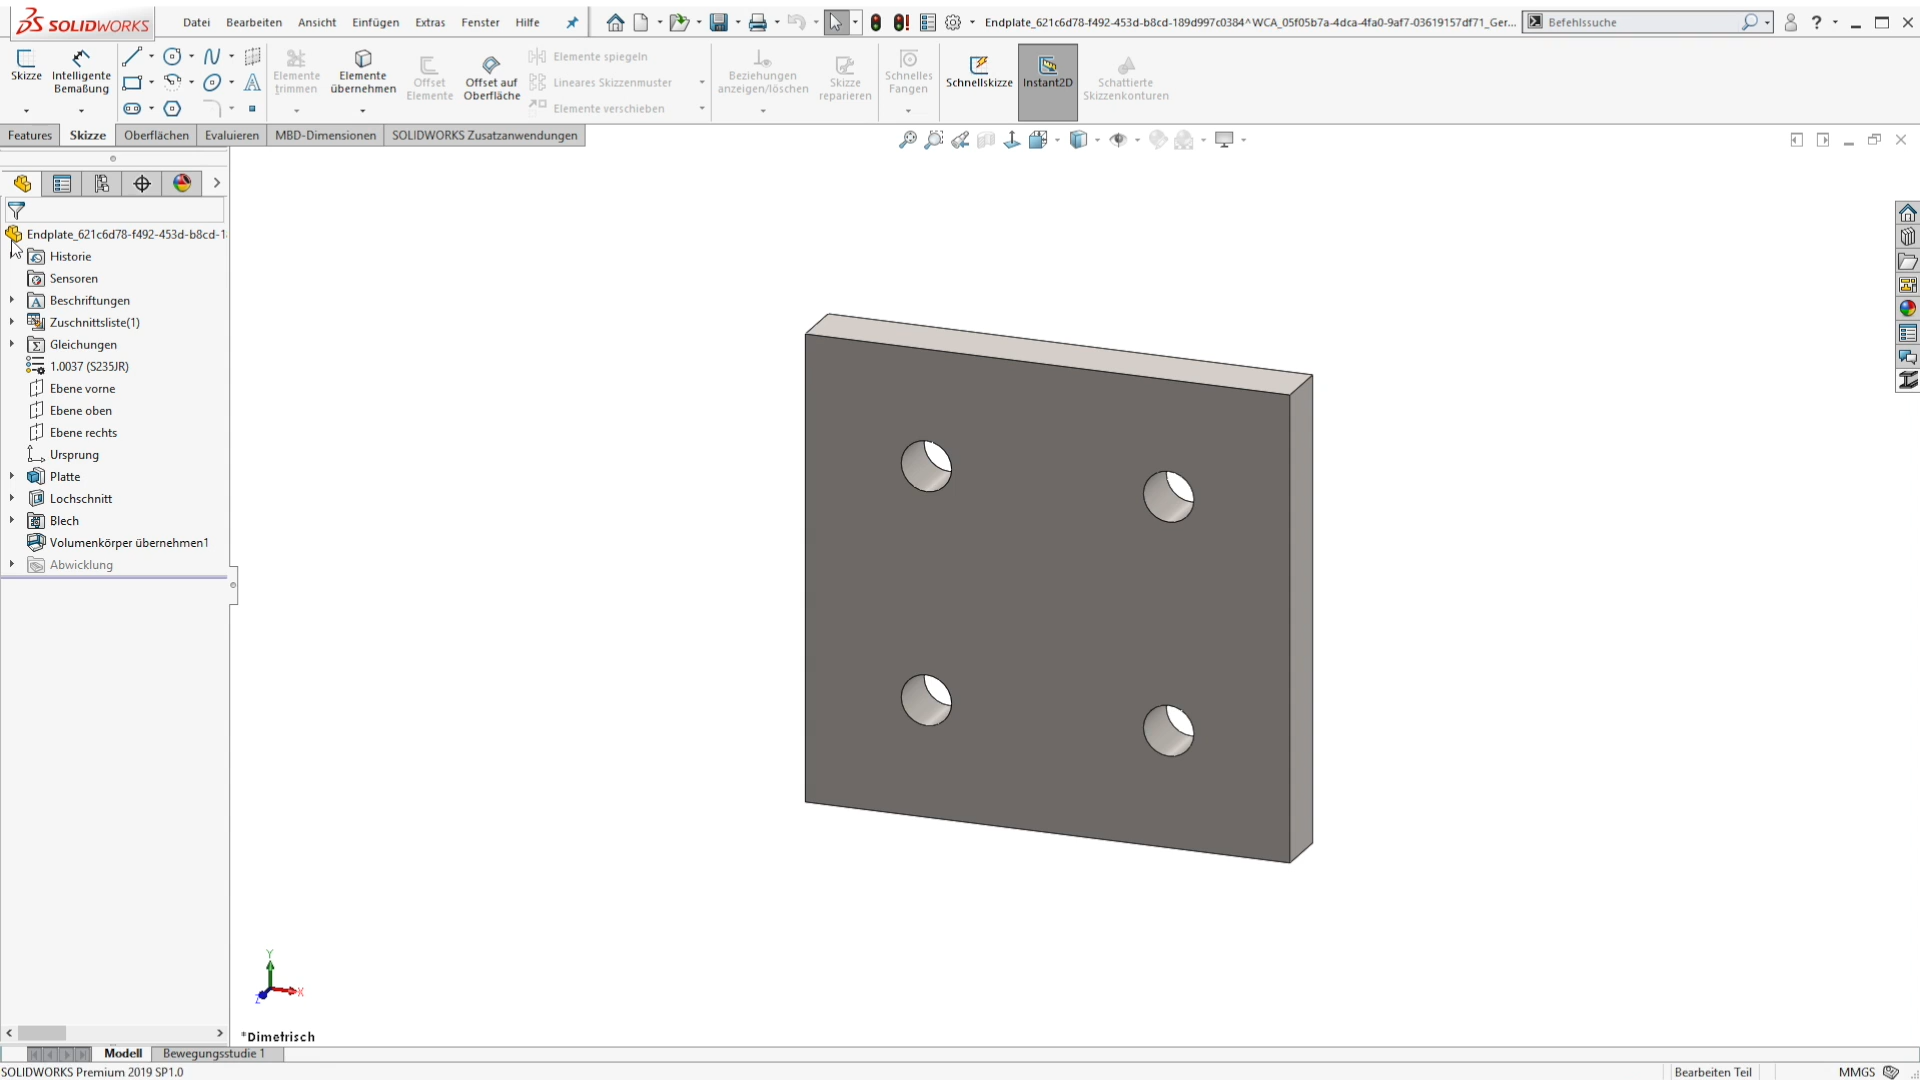 SOLIDWORKS
Datei Bearbeiten Ansicht Einfügen Extras Fenster Hilfe
Endplate_621c6d78-f492-453d-b8cd-189d997c0384^WCA_05f05b7a-4dca-4fa0-9af7-03619157df71_Ger...
Befehlssuche
?
Skizze
Intelligente Bemaßung
Elemente trimmen
Elemente übernehmen
Offset Elemente
Offset auf Oberfläche
Elemente spiegeln
Lineares Skizzenmuster
Elemente verschieben
Beziehungen anzeigen/löschen
Skizze reparieren
Schnelles Fangen
Schnellskizze
Instant2D
Schattierte Skizzenkonturen
Features Skizze Oberflächen Evaluieren MBD-Dimensionen SOLIDWORKS Zusatzanwendungen
Endplate_621c6d78-f492-453d-b8cd-1
Historie
Sensoren
Beschriftungen
Zuschnittsliste(1)
Gleichungen
1.0037 (S235JR)
Ebene vorne
Ebene oben
Ebene rechts
Ursprung
Platte
Lochschnitt
Blech
Volumenkörper übernehmen1
Abwicklung
Y
X
Z
*Dimetrisch
Modell Bewegungsstudie 1
SOLIDWORKS Premium 2019 SP1.0
Bearbeiten Teil
MMGS